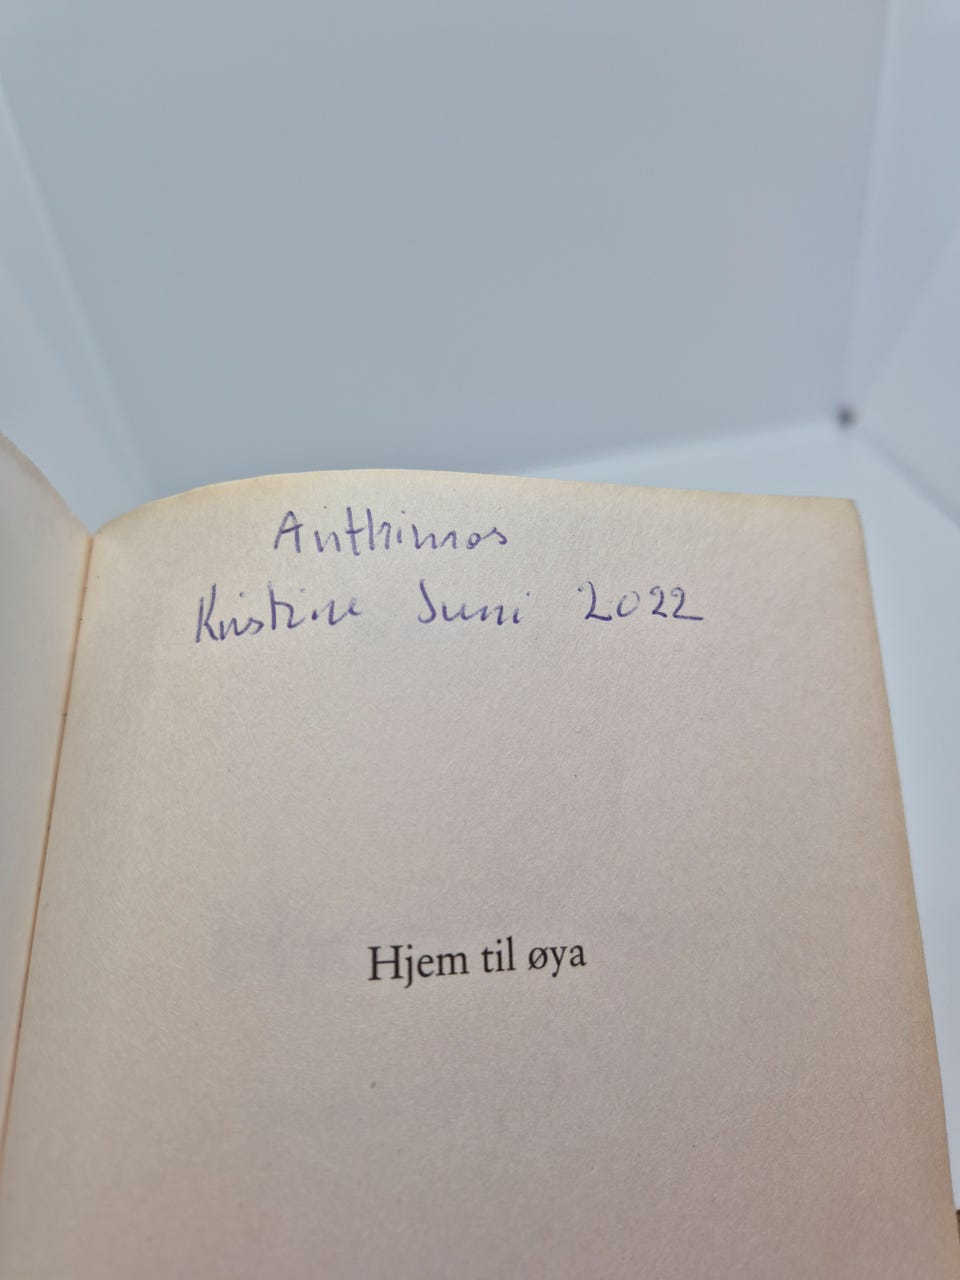 Anthimos
Kristine Juni 2022
Hjem til øya